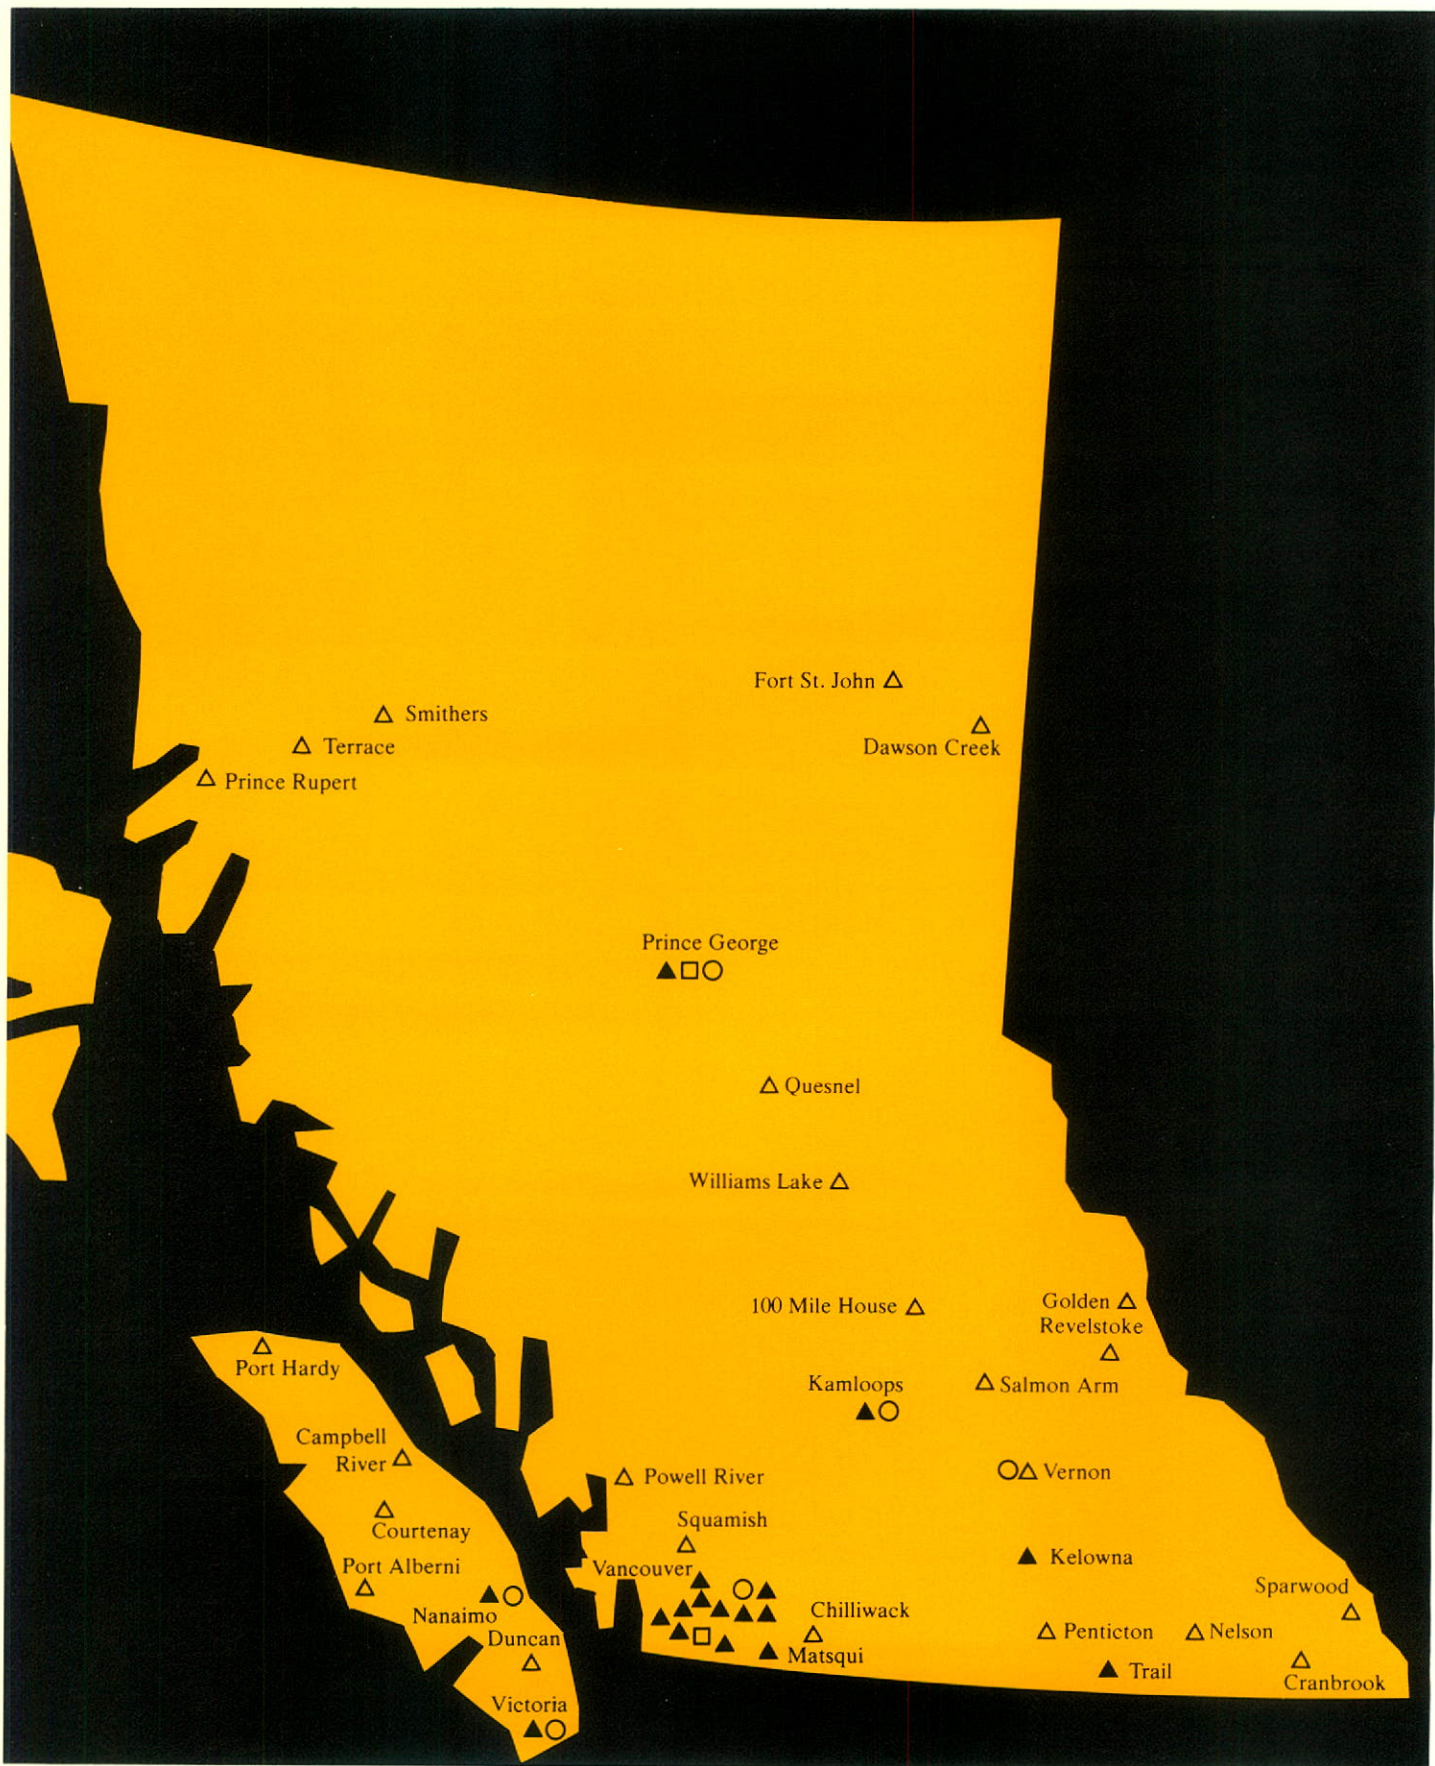 Fort St. John
Smithers
Terrace
Dawson Creek
Prince Rupert
Prince George
Quesnel
Williams Lake
100 Mile House
Golden
Revelstoke
Port Hardy
Kamloops
Salmon Arm
Campbell
River
Powell River
Vernon
Squamish
Courtenay
Port Alberni
Vancouver
Kelowna
Sparwood
Nanaimo
Chilliwack
Duncan
Penticton
Nelson
Matsqui
Trail
Cranbrook
Victoria